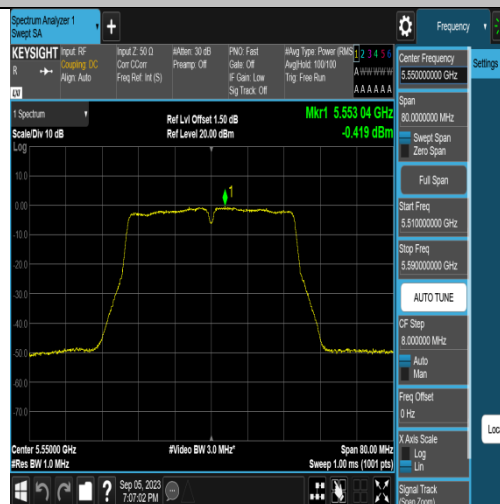 Spectrum Analyzer 1
Swept SA
Frequency
KEYSIGHT
R
LXI
Input: RF
Coupling: DC
Align: Auto
Input Z: 50 Ω
Corr CCorr
Freq Ref: Int (S)
#Atten: 30 dB
Preamp: Off
PNO: Fast
Gate: Off
IF Gain: Low
Sig Track: Off
#Avg Type: Power (RMS
Avg|Hold: 100/100
Trig: Free Run
1 2 3 4 5 6
A W W W W W
A A A A A A
1 Spectrum
Scale/Div 10 dB
Ref Lvl Offset 1.50 dB
Ref Level 20.00 dBm
Mkr1 5.553 04 GHz
-0.419 dBm
Log
10.0
0.00
-10.0
-20.0
-30.0
-40.0
-50.0
-60.0
-70.0
1
Center 5.55000 GHz
#Res BW 1.0 MHz
#Video BW 3.0 MHz*
Span 80.00 MHz
Sweep 1.00 ms (1001 pts)
Sep 05, 2023
7:07:02 PM
Center Frequency
5.550000000 GHz
Settings
Span
80.0000000 MHz
Swept Span
Zero Span
Full Span
Start Freq
5.510000000 GHz
Stop Freq
5.590000000 GHz
AUTO TUNE
CF Step
8.000000 MHz
Auto
Man
Freq Offset
0 Hz
X Axis Scale
Log
Lin
Loc
Signal Track
(Span Zoom)